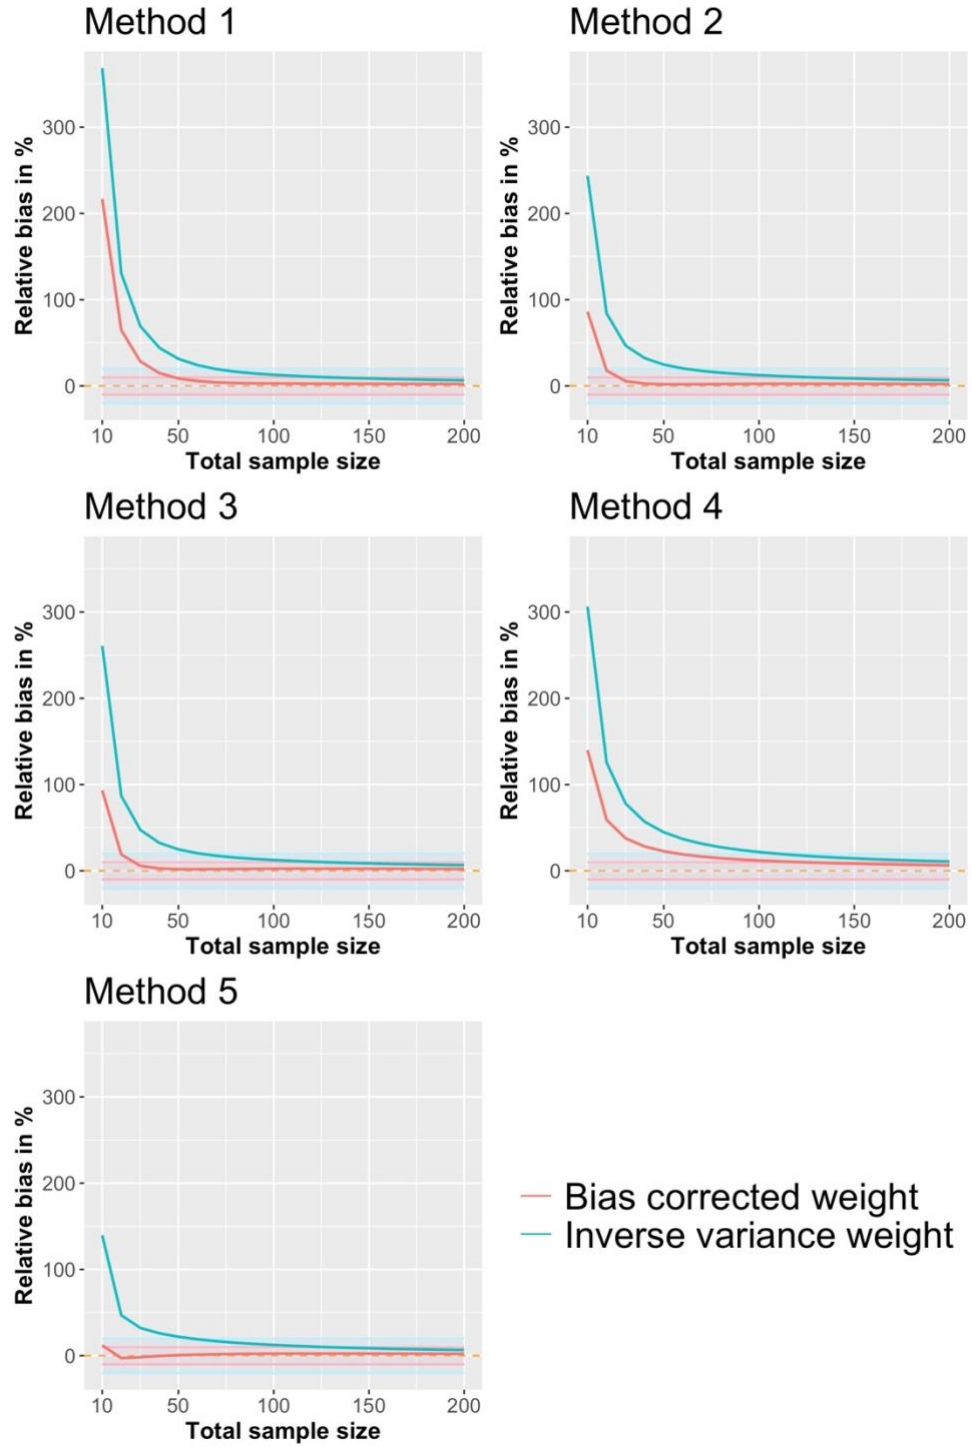 Method 1
Relative bias in %
300
200
100
0
10 50 100 150 200
Total sample size
Method 2
Relative bias in %
300
200
100
0
10 50 100 150 200
Total sample size
Method 3
Relative bias in %
300
200
100
0
10 50 100 150 200
Total sample size
Method 4
Relative bias in %
300
200
100
0
10 50 100 150 200
Total sample size
Method 5
Relative bias in %
300
200
100
0
10 50 100 150 200
Total sample size
Bias corrected weight
Inverse variance weight